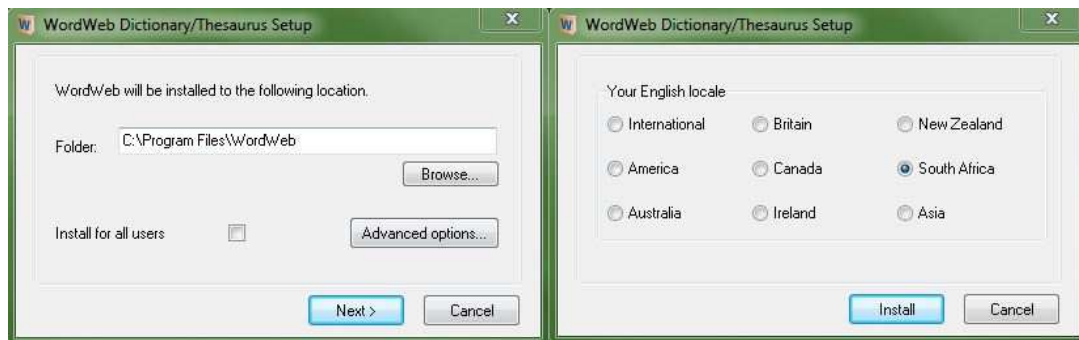 WordWeb Dictionary/Thesaurus Setup
WordWeb will be installed to the following location.
Folder: C:\Program Files\WordWeb
Browse...
Install for all users Advanced options...
Next > Cancel
WordWeb Dictionary/Thesaurus Setup
Your English locale
International Britain New Zealand
America Canada South Africa
Australia Ireland Asia
Install Cancel